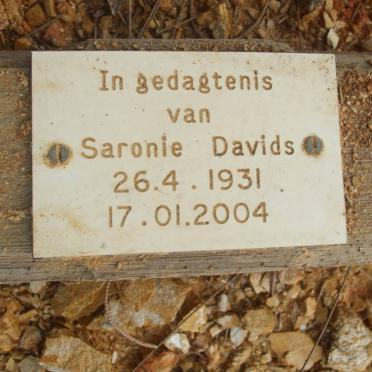 In gedagtenis
van
Saronie Davids
26.4.1931
17.01.2004